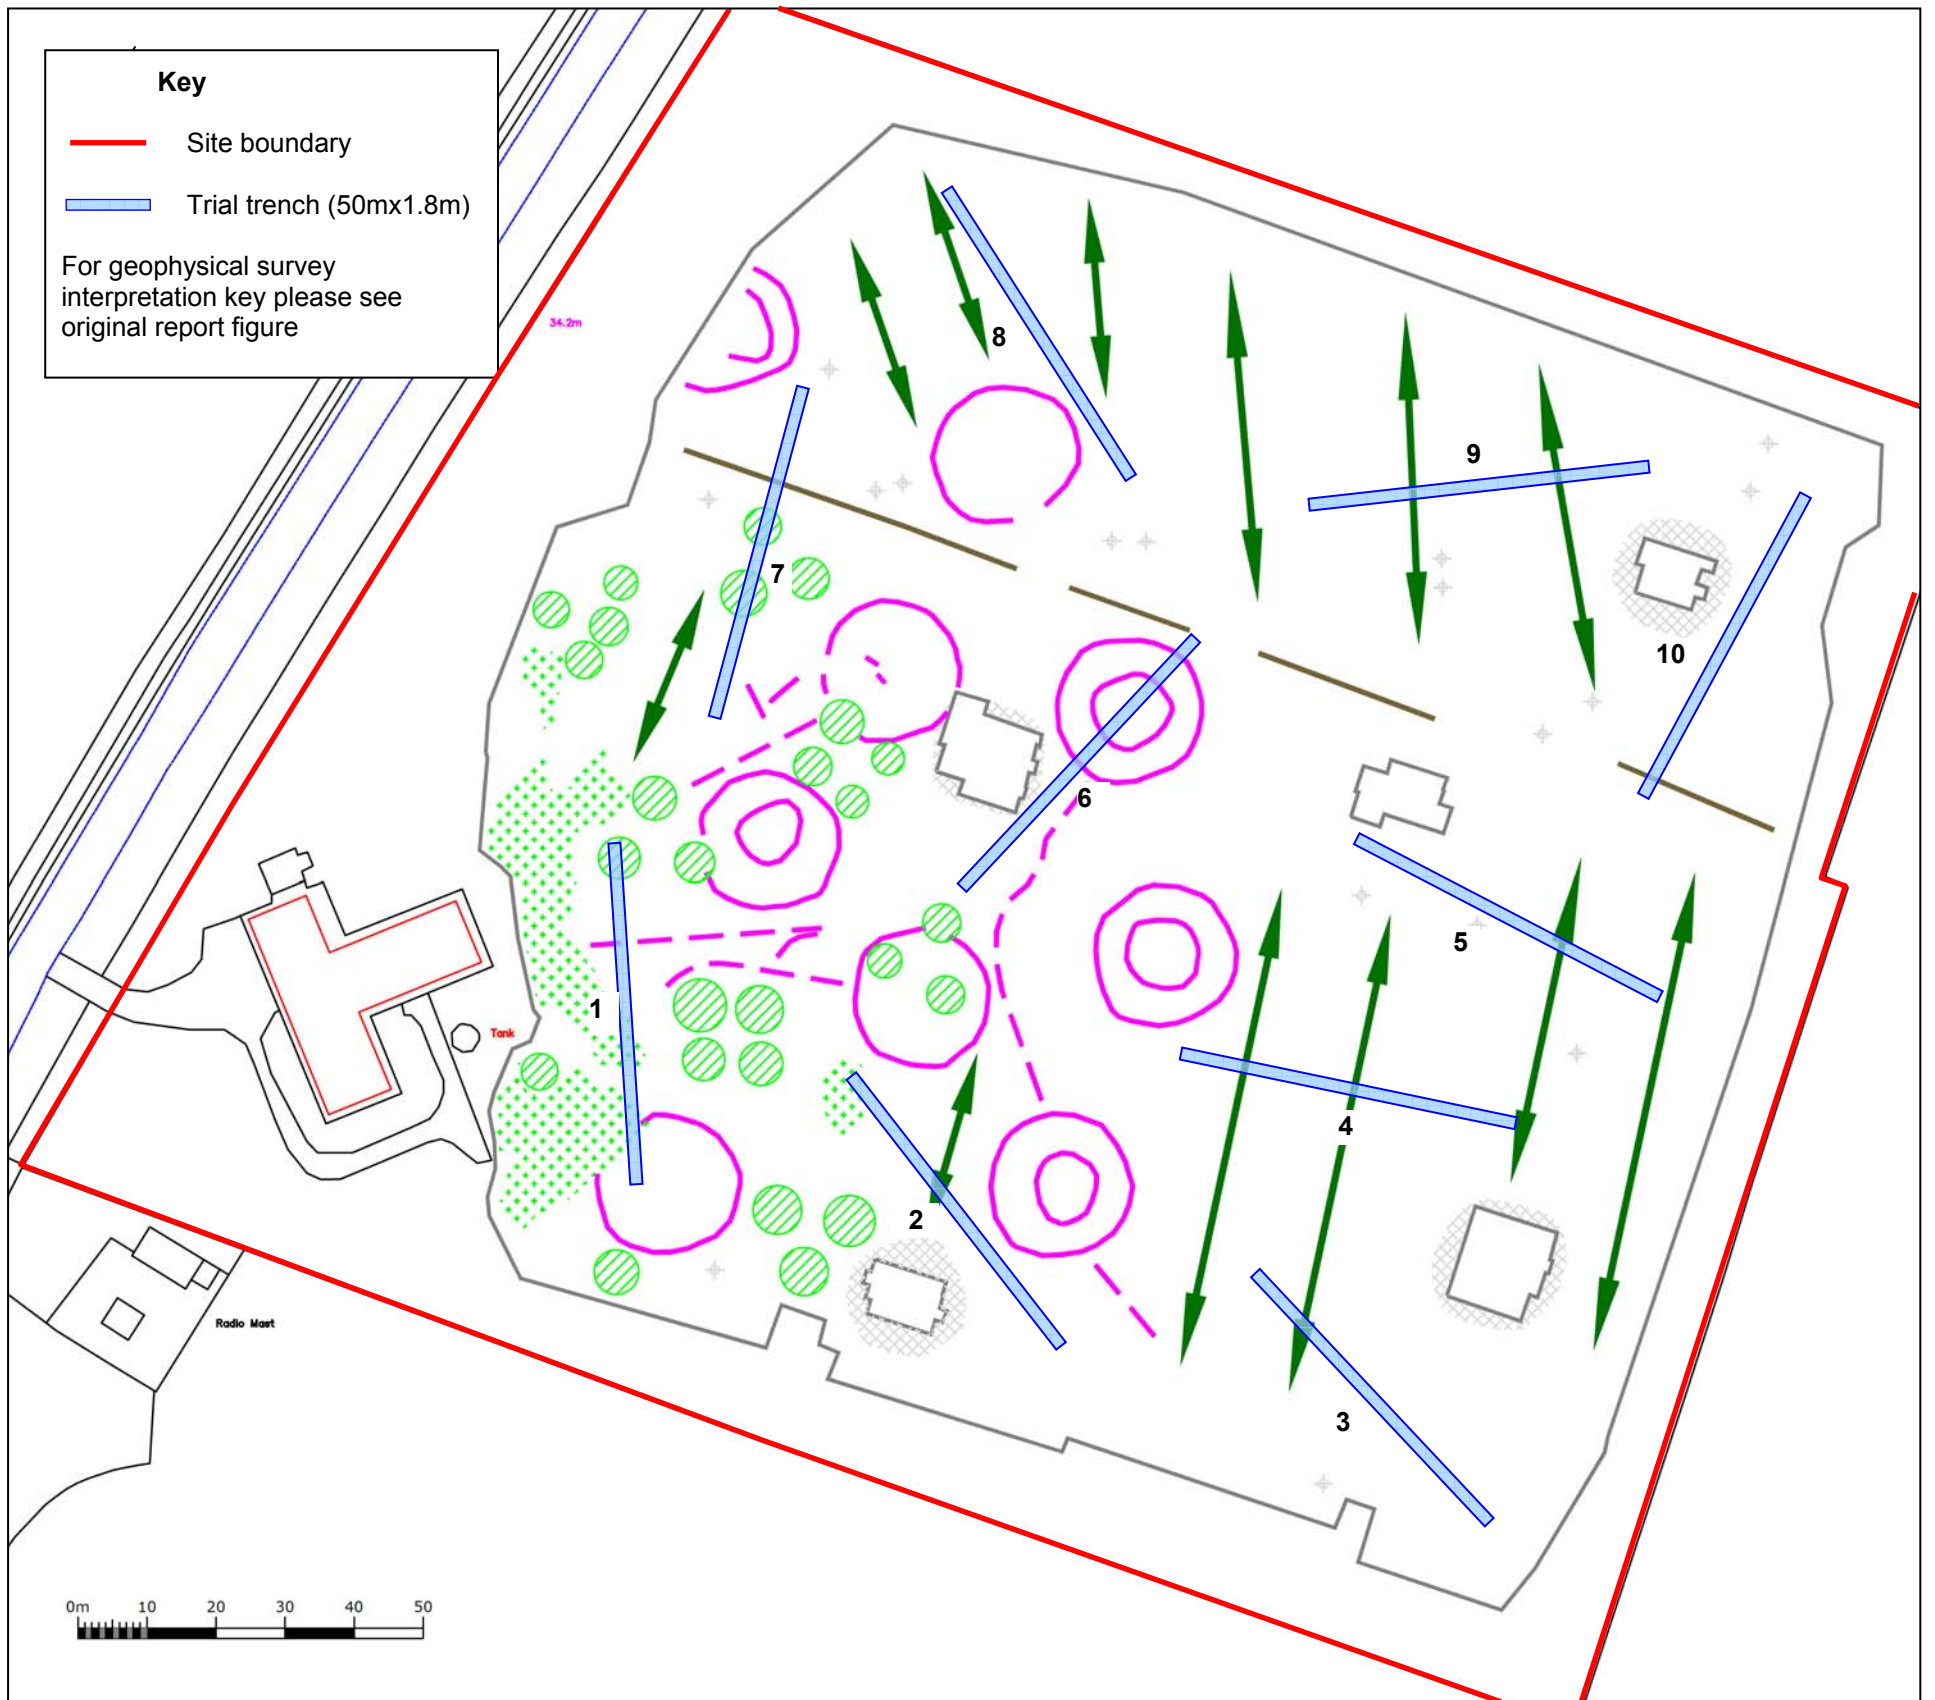 Key
Site boundary
Trial trench (50mx1.8m)
For geophysical survey
interpretation key please see
original report figure
34.2m
8
9
7
10
6
5
1
Tank
4
2
Radio Mast
3
0m 10 20 30 40 50